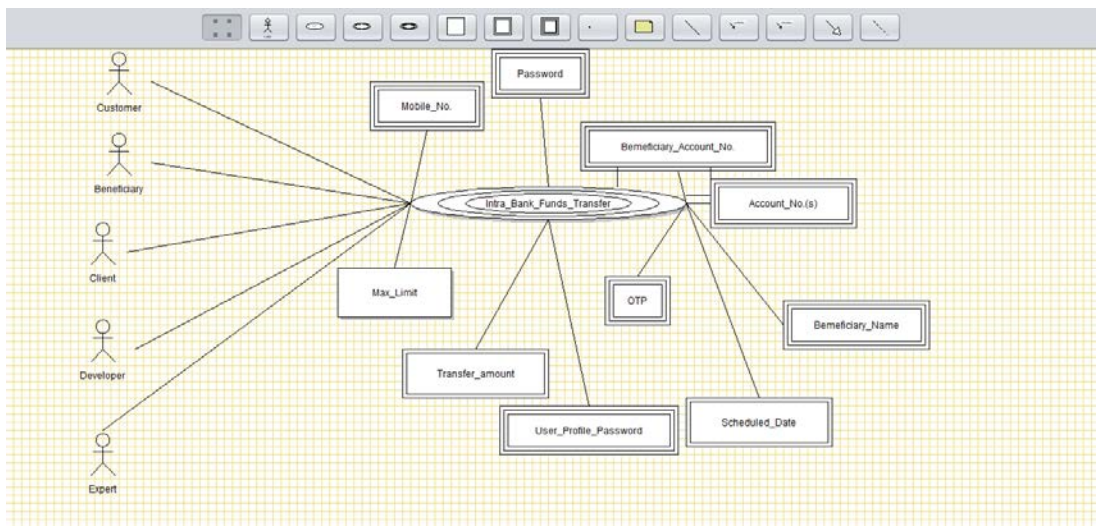 Password
Customer
Mobile_No.
Bemeficiary_Account_No.
Beneficiary
Intra_Bank_Funds_Transfer
Account_No.(s)
Client
Max_Limit
OTP
Bemeficiary_Name
Developer
Transfer_amount
Scheduled_Date
User_Profile_Password
Expert